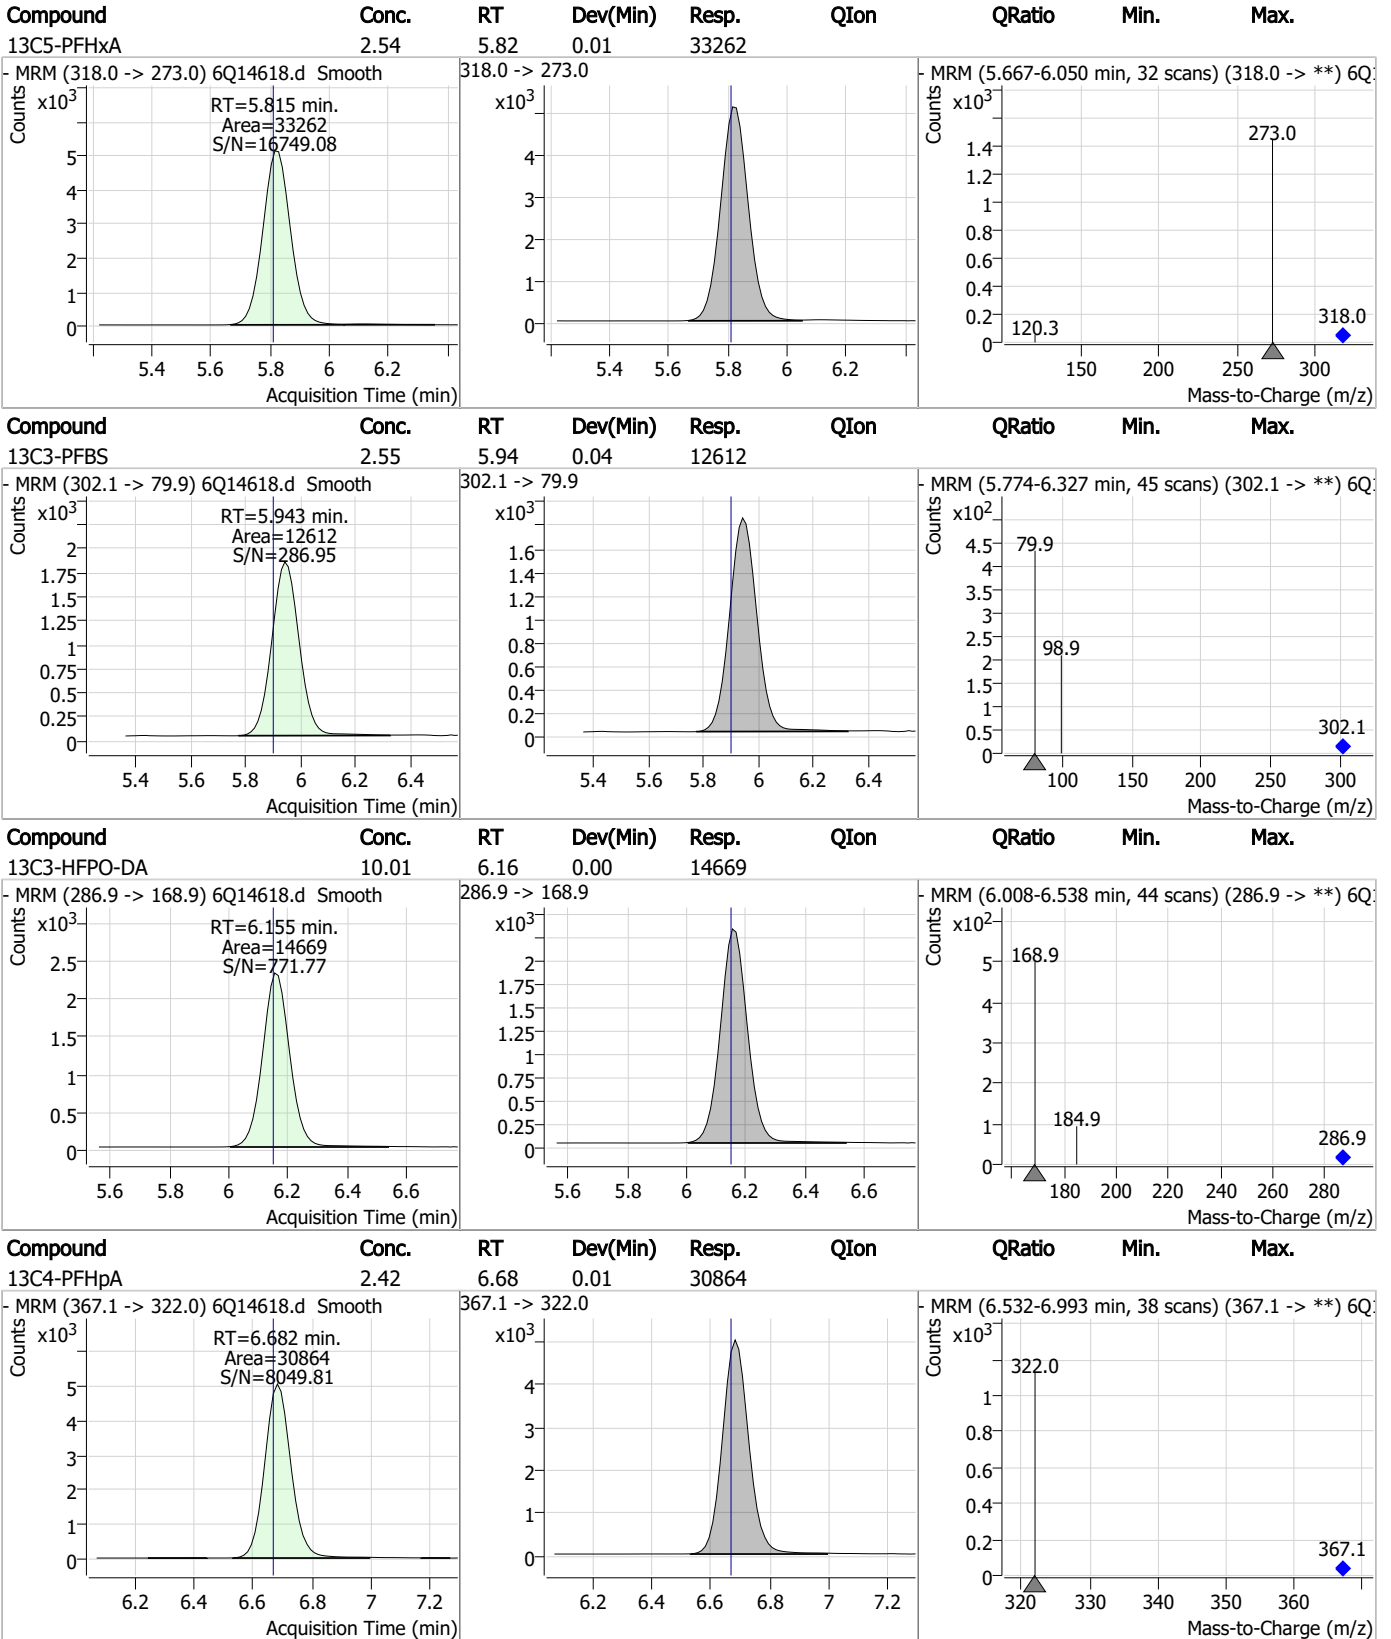 Compound Conc. RT Dev(Min) Resp. QIon QRatio Min. Max.
13C5-PFHxA 2.54 5.82 0.01 33262
- MRM (318.0 -> 273.0) 6Q14618.d Smooth 318.0 -> 273.0 - MRM (5.667-6.050 min, 32 scans) (318.0 -> **) 6Q
Counts x10³ RT=5.815 min. Area=33262 S/N=16749.08
5 4 3 2 1 0
5.4 5.6 5.8 6 6.2
Acquisition Time (min)
x10³ 4 3 2 1 0
5.4 5.6 5.8 6 6.2
Counts x10³ 1.4 1.2 1 0.8 0.6 0.4 0.2 0
273.0 120.3 318.0
150 200 250 300
Mass-to-Charge (m/z)
Compound Conc. RT Dev(Min) Resp. QIon QRatio Min. Max.
13C3-PFBS 2.55 5.94 0.04 12612
- MRM (302.1 -> 79.9) 6Q14618.d Smooth 302.1 -> 79.9 - MRM (5.774-6.327 min, 45 scans) (302.1 -> **) 6Q
Counts x10³ RT=5.943 min. Area=12612 S/N=286.95
2 1.75 1.5 1.25 1 0.75 0.5 0.25 0
5.4 5.6 5.8 6 6.2 6.4
Acquisition Time (min)
x10³ 1.6 1.4 1.2 1 0.8 0.6 0.4 0.2 0
5.4 5.6 5.8 6 6.2 6.4
Counts x10² 4.5 4 3.5 3 2.5 2 1.5 1 0.5 0
79.9 98.9 302.1
100 150 200 250 300
Mass-to-Charge (m/z)
Compound Conc. RT Dev(Min) Resp. QIon QRatio Min. Max.
13C3-HFPO-DA 10.01 6.16 0.00 14669
- MRM (286.9 -> 168.9) 6Q14618.d Smooth 286.9 -> 168.9 - MRM (6.008-6.538 min, 44 scans) (286.9 -> **) 6Q
Counts x10³ RT=6.155 min. Area=14669 S/N=771.77
2.5 2 1.5 1 0.5 0
5.6 5.8 6 6.2 6.4 6.6
Acquisition Time (min)
x10³ 2 1.75 1.5 1.25 1 0.75 0.5 0.25 0
5.6 5.8 6 6.2 6.4 6.6
Counts x10² 5 4 3 2 1 0
168.9 184.9 286.9
180 200 220 240 260 280
Mass-to-Charge (m/z)
Compound Conc. RT Dev(Min) Resp. QIon QRatio Min. Max.
13C4-PFHpA 2.42 6.68 0.01 30864
- MRM (367.1 -> 322.0) 6Q14618.d Smooth 367.1 -> 322.0 - MRM (6.532-6.993 min, 38 scans) (367.1 -> **) 6Q
Counts x10³ RT=6.682 min. Area=30864 S/N=8049.81
5 4 3 2 1 0
6.2 6.4 6.6 6.8 7 7.2
Acquisition Time (min)
x10³ 4 3 2 1 0
6.2 6.4 6.6 6.8 7 7.2
Counts x10³ 1 0.8 0.6 0.4 0.2 0
322.0 367.1
320 330 340 350 360
Mass-to-Charge (m/z)